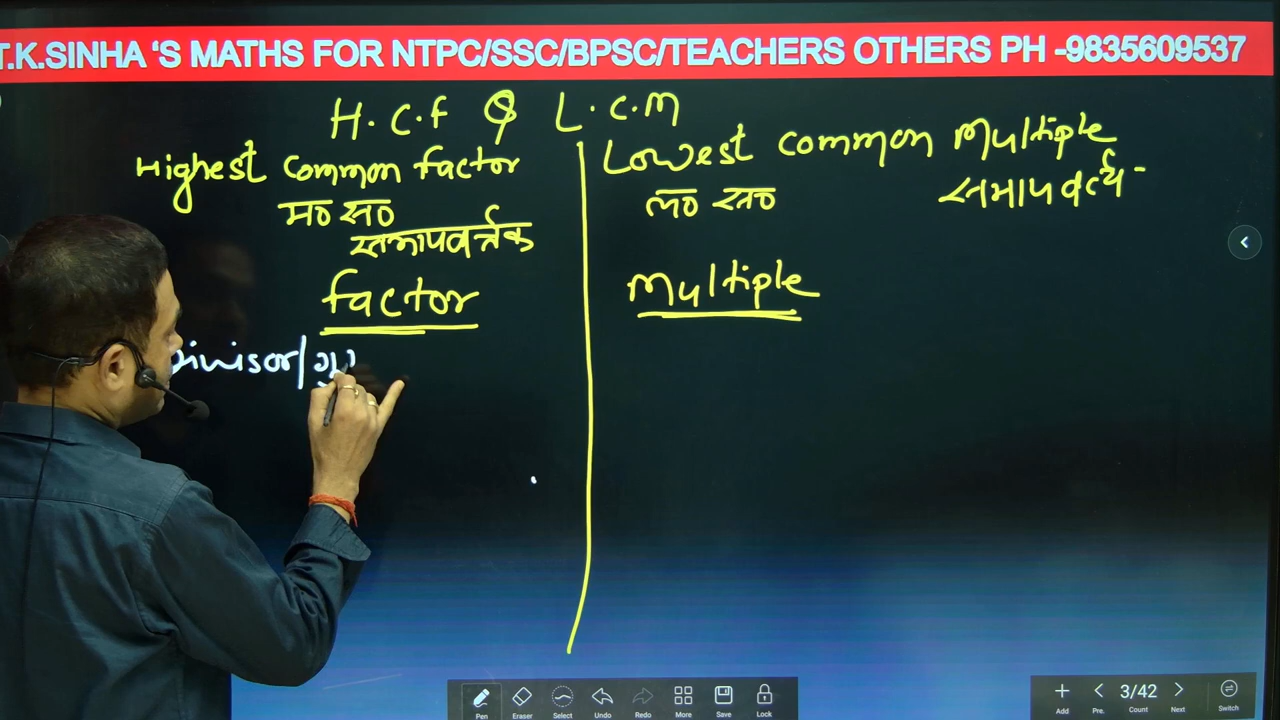 T.K.SINHA 'S MATHS FOR NTPC/SSC/BPSC/TEACHERS OTHERS PH -9835609537
H.C.F & L.C.M
Highest Common factor
म० स०
समापवर्त्तक
factor
Divisor/गु
Lowest common Multiple
ल० स०
समापवर्त्य
Multiple
Pen Eraser Select Undo Redo More Save Lock
3/42
Add Pre. Count Next Switch